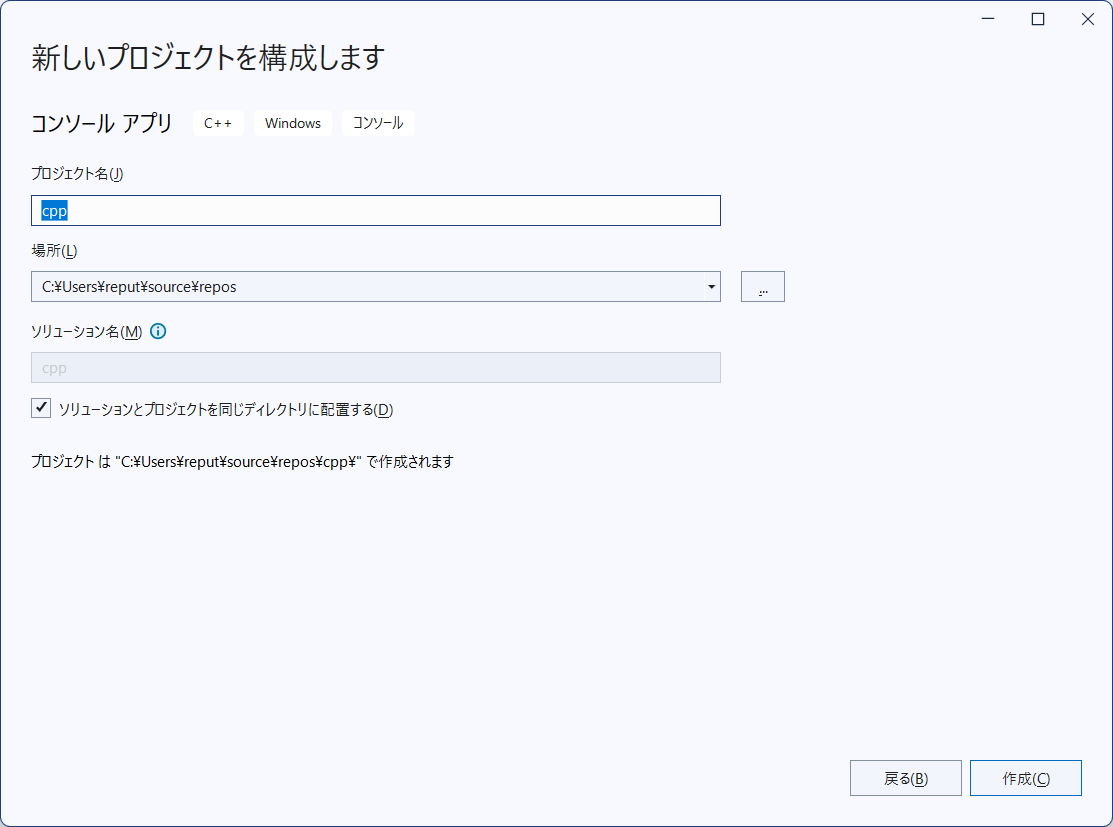 新しいプロジェクトを構成します
コンソール アプリ C++ Windows コンソール
プロジェクト名(J)
cpp
場所(L)
C:¥Users¥reput¥source¥repos
...
ソリューション名(M)
cpp
ソリューションとプロジェクトを同じディレクトリに配置する(D)
プロジェクト は "C:¥Users¥reput¥source¥repos¥cpp¥" で作成されます
戻る(B) 作成(C)